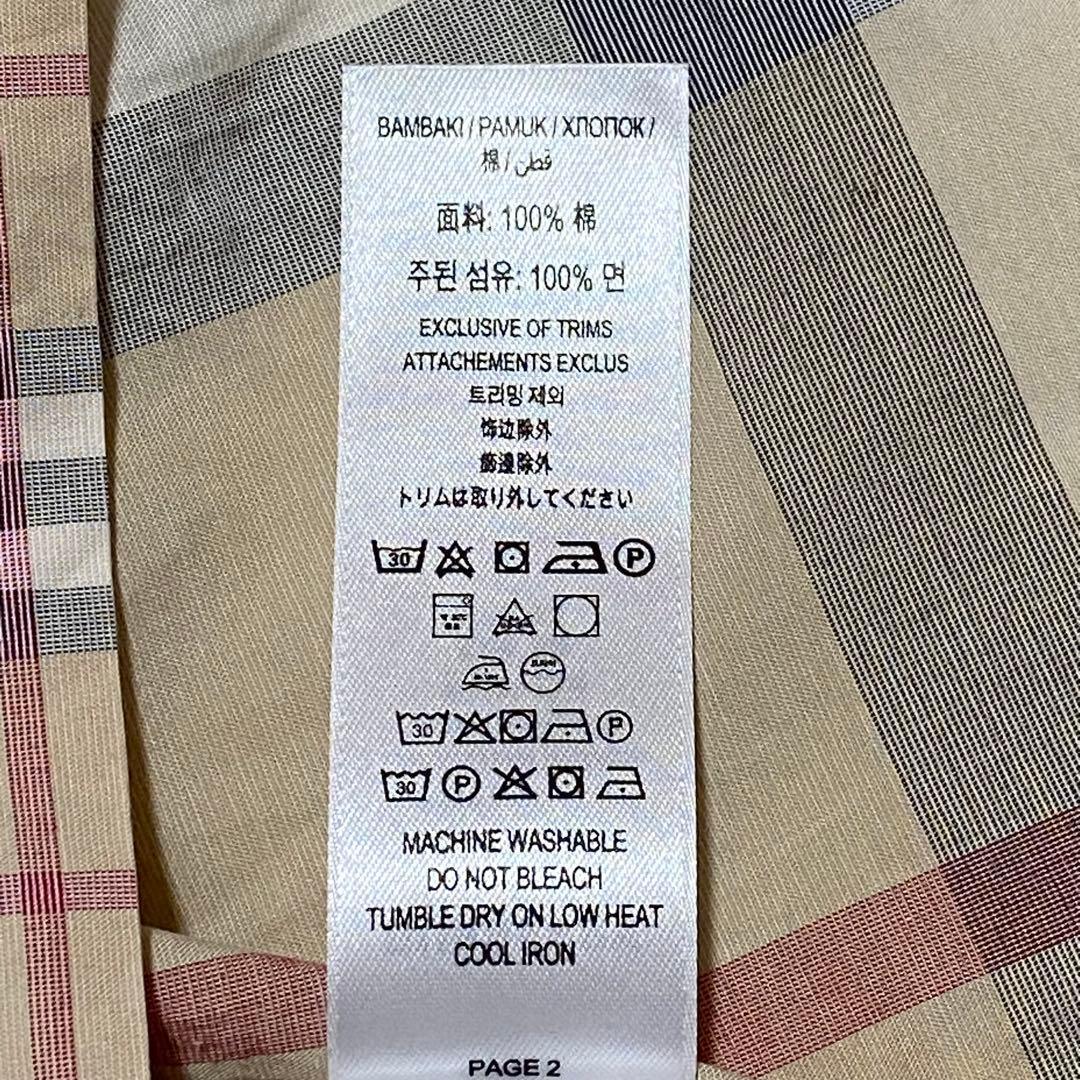 BAMBAKI / PAMUK / ХЛОПОК /
棉 / قطن
面料: 100% 棉
주된 섬유: 100% 면
EXCLUSIVE OF TRIMS
ATTACHEMENTS EXCLUS
트리밍 제외
饰边除外
飾邊除外
トリムは取り外してください
30 P
30 P
30 P
MACHINE WASHABLE
DO NOT BLEACH
TUMBLE DRY ON LOW HEAT
COOL IRON
PAGE 2